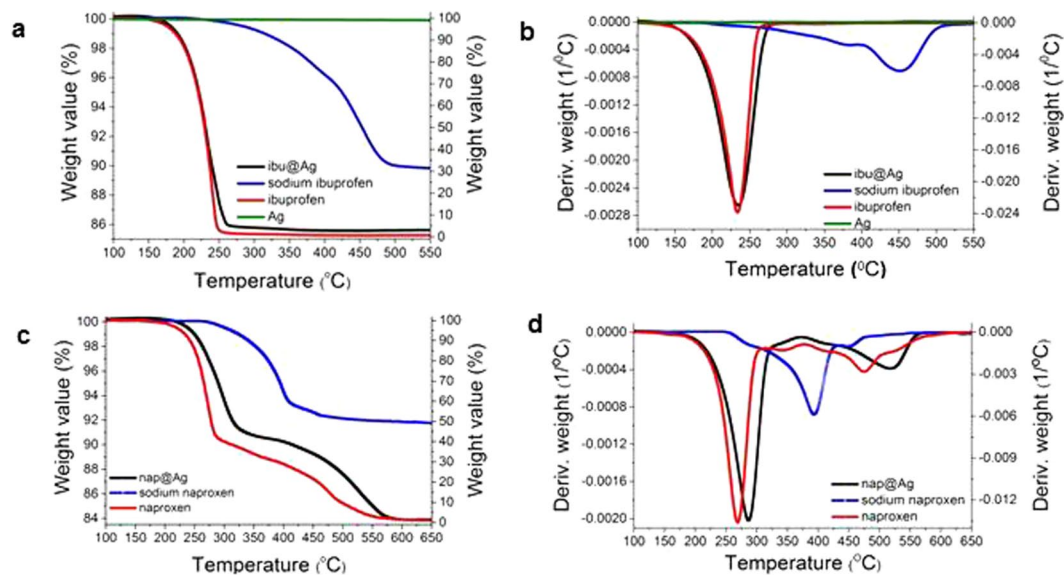 a
Weight value (%)
100
98
96
94
92
90
88
86
100
90
80
70
60
50
40
30
20
10
0
Weight value (%)
ibu@Ag
sodium ibuprofen
ibuprofen
Ag
100 150 200 250 300 350 400 450 500 550
Temperature (°C)
b
Deriv. weight (1/⁰C)
0.0000
-0.0004
-0.0008
-0.0012
-0.0016
-0.0020
-0.0024
-0.0028
0.000
-0.004
-0.008
-0.012
-0.016
-0.020
-0.024
Deriv. weight (1/⁰C)
ibu@Ag
sodium ibuprofen
ibuprofen
Ag
100 150 200 250 300 350 400 450 500 550
Temperature (⁰C)
c
Weight value (%)
100
98
96
94
92
90
88
86
84
100
90
80
70
60
50
40
30
20
10
0
Weight value (%)
nap@Ag
sodium naproxen
naproxen
100 150 200 250 300 350 400 450 500 550 600 650
Temperature (°C)
d
Deriv. weight (1/°C)
0.0000
-0.0004
-0.0008
-0.0012
-0.0016
-0.0020
0.000
-0.003
-0.006
-0.009
-0.012
Deriv. weight (1/°C)
nap@Ag
sodium naproxen
naproxen
100 150 200 250 300 350 400 450 500 550 600 650
Temperature (°C)